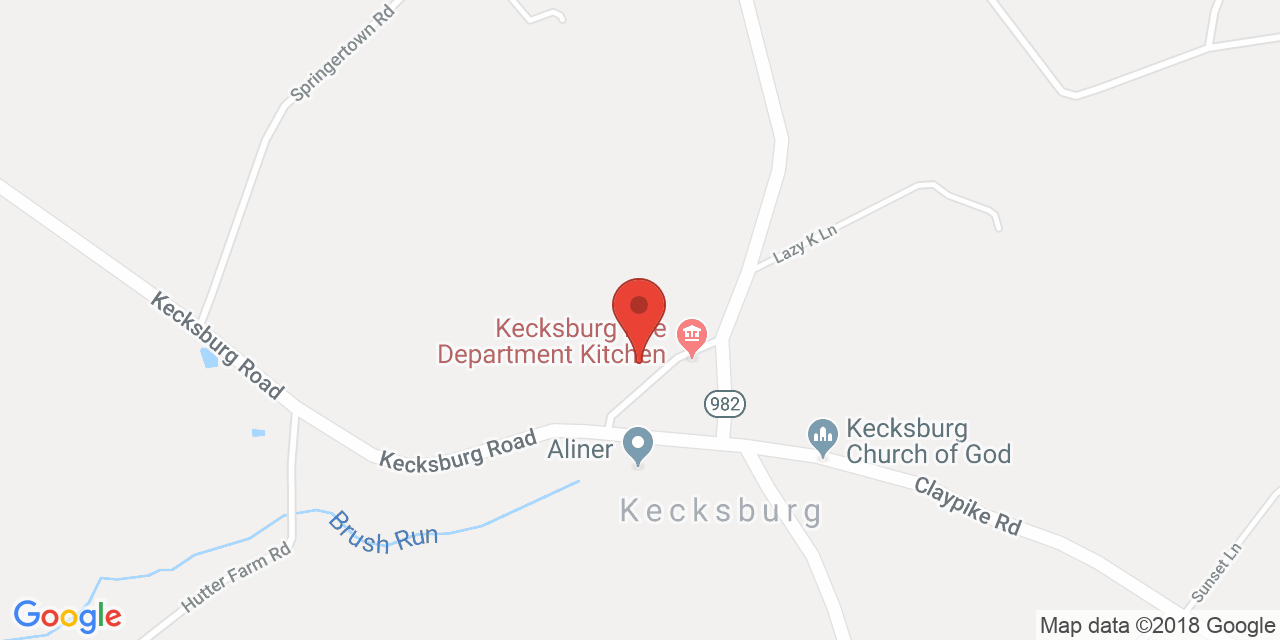 Springertown Rd
Lazy K Ln
Kecksburg Road
Kecksburg
Department Kitchen
982
Kecksburg
Church of God
Aliner
Kecksburg Road
Claypike Rd
Kecksburg
Brush Run
Hutter Farm Rd
Sunset Ln
Google
Map data ©2018 Google